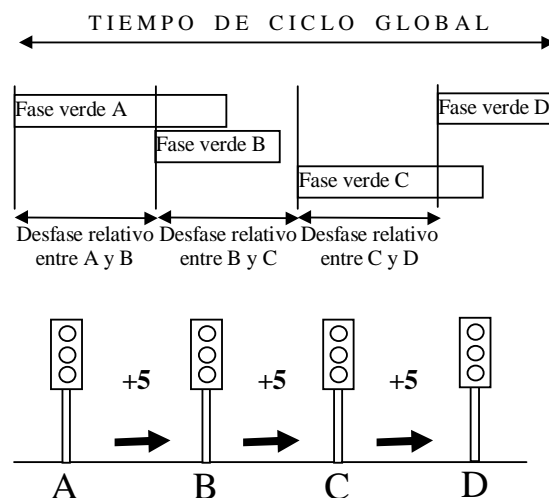 TIEMPO DE CICLO GLOBAL
Fase verde A
Fase verde D
Fase verde B
Fase verde C
Desfase relativo
entre A y B
Desfase relativo
entre B y C
Desfase relativo
entre C y D
+5
+5
+5
A
B
C
D